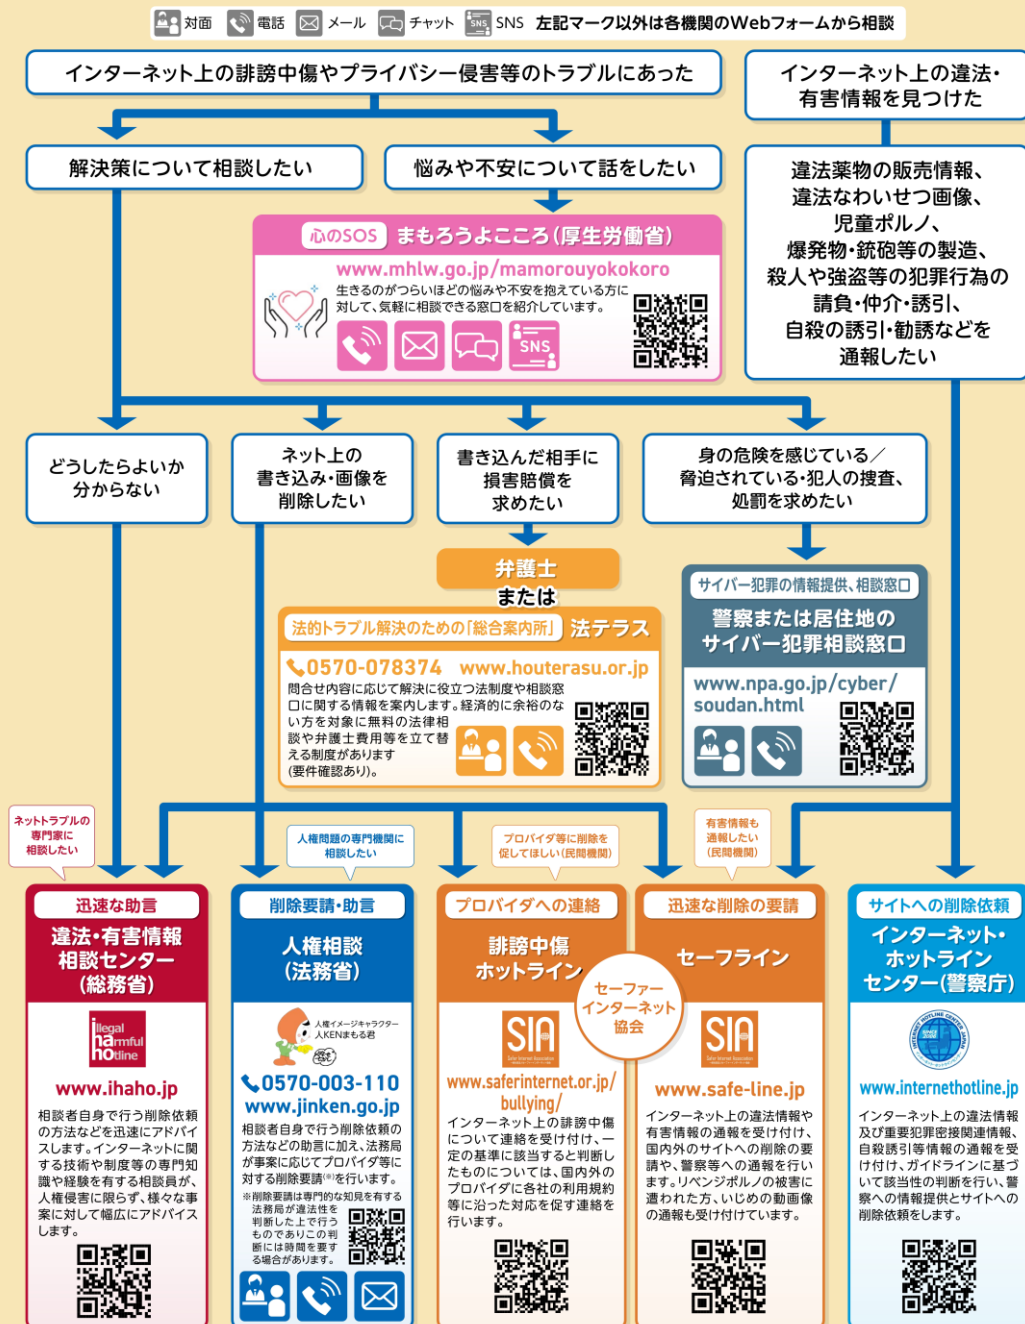 対面 電話 メール チャット SNS SNS 左記マーク以外は各機関のWebフォームから相談
インターネット上の誹謗中傷やプライバシー侵害等のトラブルにあった
インターネット上の違法・
有害情報を見つけた
解決策について相談したい
悩みや不安について話をしたい
違法薬物の販売情報、
違法なわいせつ画像、
児童ポルノ、
爆発物・銃砲等の製造、
殺人や強盗等の犯罪行為の
請負・仲介・誘引、
自殺の誘引・勧誘などを
通報したい
心のSOS まもろうよこころ(厚生労働省)
www.mhlw.go.jp/mamorouyokokoro
生きるのがつらいほどの悩みや不安を抱えている方に
対して、気軽に相談できる窓口を紹介しています。
SNS
どうしたらよいか
分からない
ネット上の
書き込み・画像を
削除したい
書き込んだ相手に
損害賠償を
求めたい
身の危険を感じている／
脅迫されている・犯人の捜査、
処罰を求めたい
弁護士
または
法的トラブル解決のための「総合案内所」 法テラス
0570-078374 www.houterasu.or.jp
問合せ内容に応じて解決に役立つ法制度や相談窓
口に関する情報を案内します。経済的に余裕のな
い方を対象に無料の法律相
談や弁護士費用等を立て替
える制度があります
(要件確認あり)。
サイバー犯罪の情報提供、相談窓口
警察または居住地の
サイバー犯罪相談窓口
www.npa.go.jp/cyber/
soudan.html
ネットトラブルの
専門家に
相談したい
人権問題の専門機関に
相談したい
プロバイダ等に削除を
促してほしい(民間機関)
有害情報も
通報したい
(民間機関)
迅速な助言
違法・有害情報
相談センター
(総務省)
illegal
harmful
hotline
www.ihaho.jp
相談者自身で行う削除依頼
の方法などを迅速にアドバイ
スします。インターネットに関
する技術や制度等の専門知
識や経験を有する相談員が、
人権侵害に限らず、様々な事
案に対して幅広にアドバイス
します。
削除要請・助言
人権相談
(法務省)
人権イメージキャラクター
人KENまもる君
0570-003-110
www.jinken.go.jp
相談者自身で行う削除依頼の
方法などの助言に加え、法務局
が事案に応じてプロバイダ等に
対する削除要請(※)を行います。
※削除要請は専門的な知見を有する
法務局が違法性を
判断した上で行う
ものでありこの判
断には時間を要す
る場合があります。
プロバイダへの連絡
誹謗中傷
ホットライン
セーファー
インターネット
協会
SIA
Safer Internet Association
www.saferinternet.or.jp/
bullying/
インターネット上の誹謗中傷
について連絡を受け付け、一
定の基準に該当すると判断し
たものについては、国内外の
プロバイダに各社の利用規約
等に沿った対応を促す連絡を
行います。
迅速な削除の要請
セーフライン
SIA
Safer Internet Association
www.safe-line.jp
インターネット上の違法情報や
有害情報の通報を受け付け、
国内外のサイトへの削除の要
請や、警察等への通報を行い
ます。リベンジポルノの被害に
遭われた方、いじめの動画像
の通報も受け付けています。
サイトへの削除依頼
インターネット・
ホットライン
センター(警察庁)
INTERNET HOTLINE CENTER JAPAN
www.internethotline.jp
インターネット上の違法情報
及び重要犯罪密接関連情報、
自殺誘引等情報の通報を受
け付け、ガイドラインに基づ
いて該当性の判断を行い、警
察への情報提供とサイトへの
削除依頼をします。